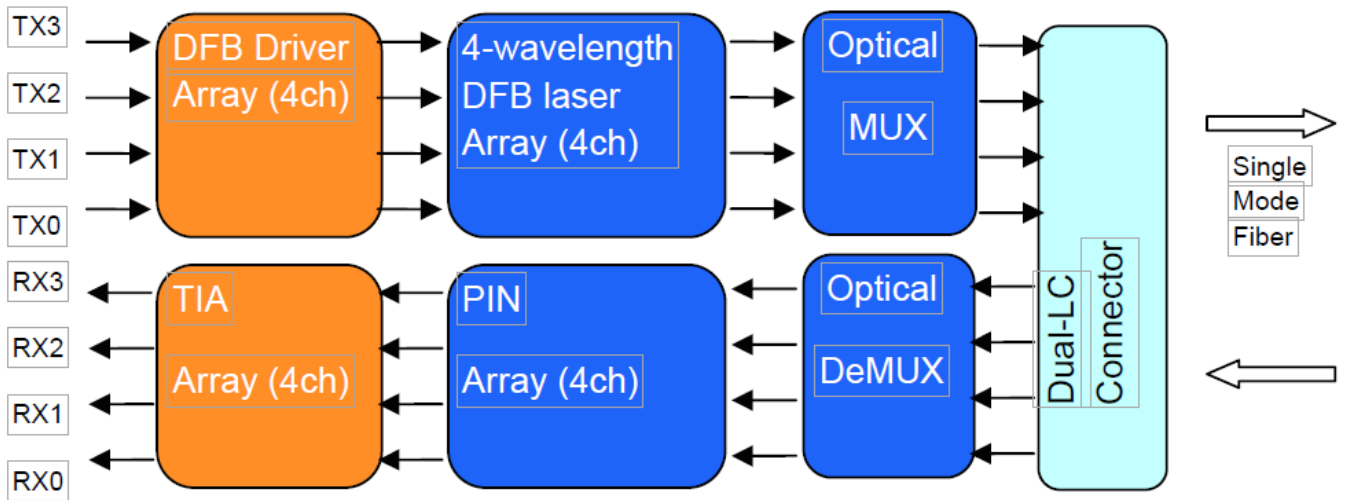 TX3
TX2
TX1
TX0
DFB Driver
Array (4ch)
4-wavelength
DFB laser
Array (4ch)
Optical
MUX
Single
Mode
Fiber
RX3
RX2
RX1
RX0
TIA
Array (4ch)
PIN
Array (4ch)
Optical
DeMUX
Dual-LC
Connector